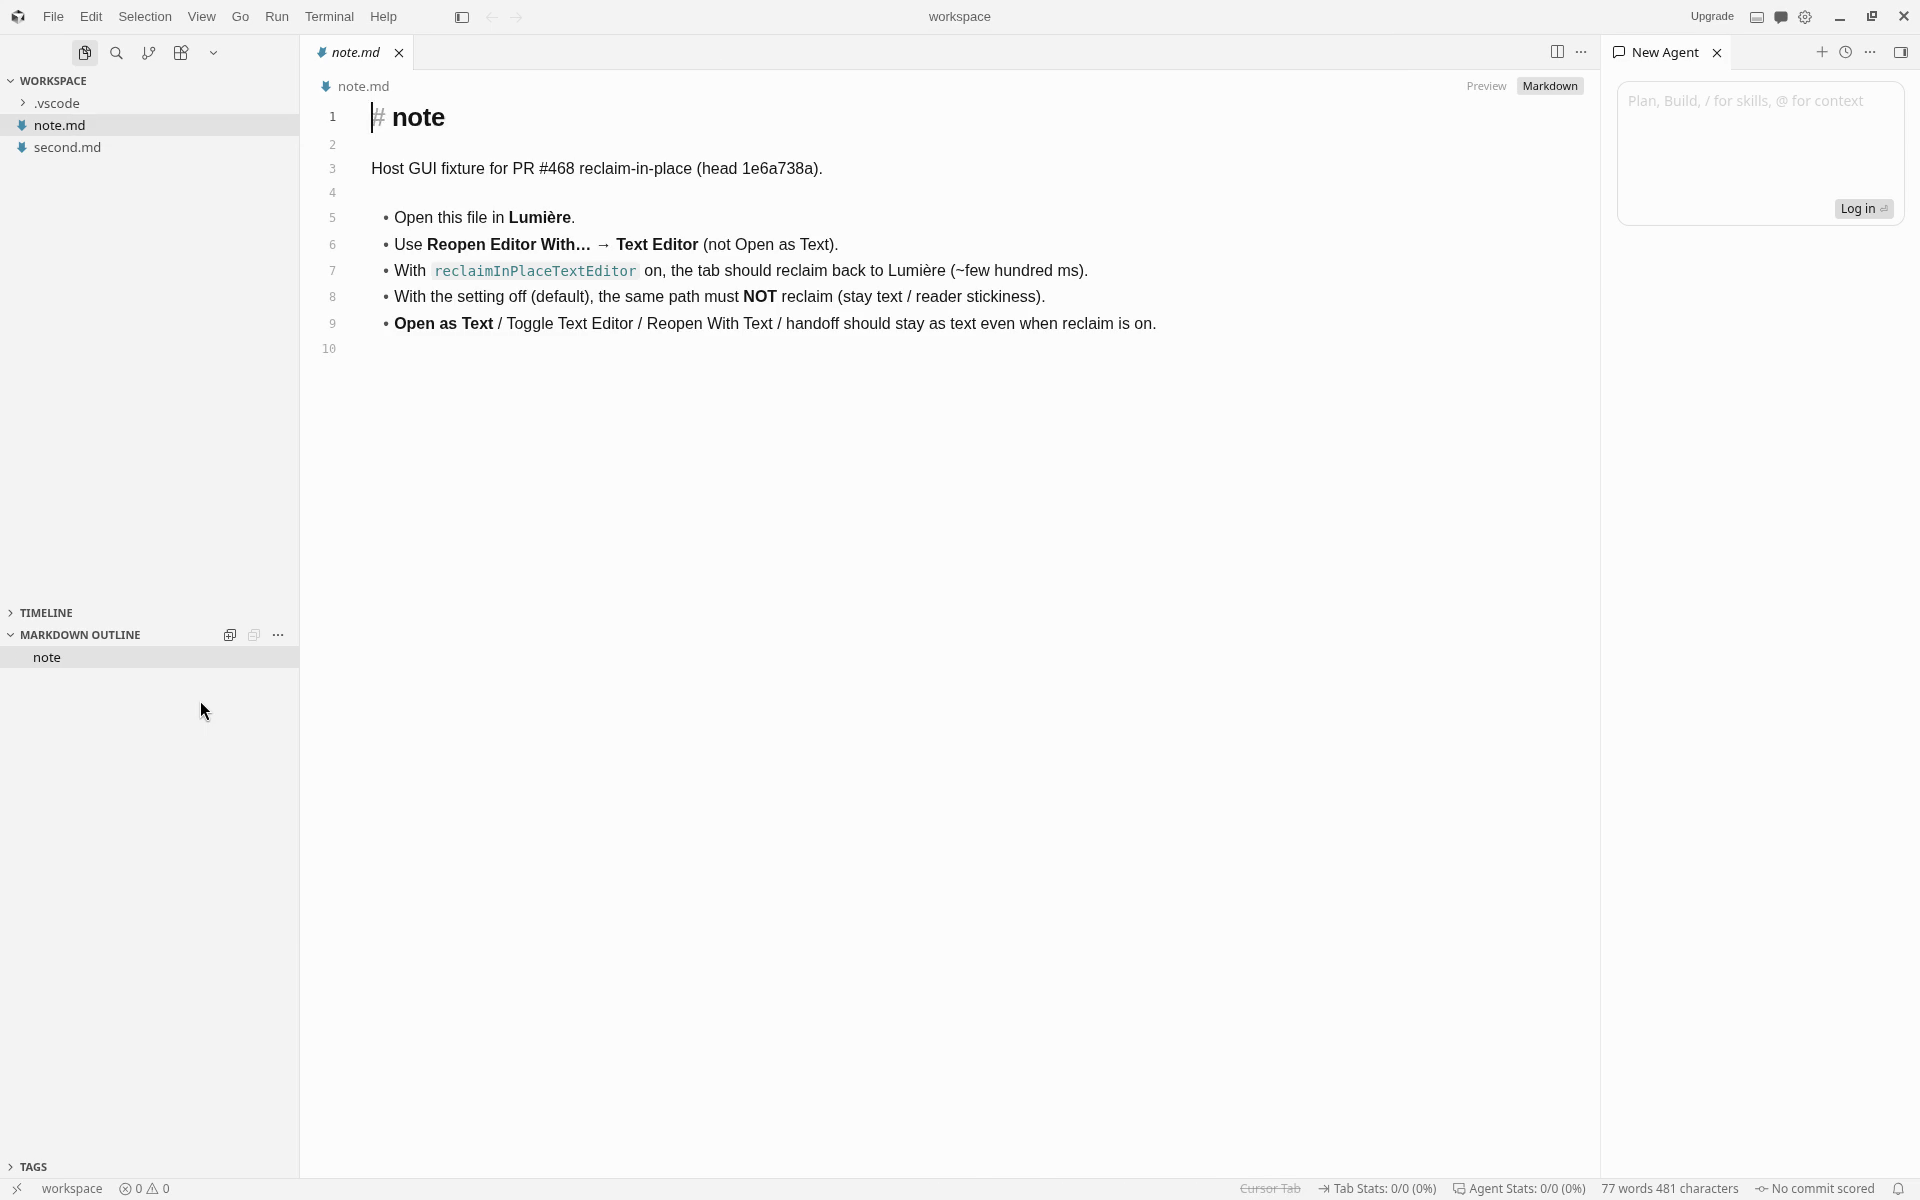 File Edit Selection View Go Run Terminal Help
workspace
Upgrade
note.md
New Agent
WORKSPACE
.vscode
note.md
second.md
note.md
Preview Markdown
1 # note
2
3 Host GUI fixture for PR #468 reclaim-in-place (head 1e6a738a).
4
5 • Open this file in Lumière.
6 • Use Reopen Editor With… → Text Editor (not Open as Text).
7 • With reclaimInPlaceTextEditor on, the tab should reclaim back to Lumière (~few hundred ms).
8 • With the setting off (default), the same path must NOT reclaim (stay text / reader stickiness).
9 • Open as Text / Toggle Text Editor / Reopen With Text / handoff should stay as text even when reclaim is on.
10
Plan, Build, / for skills, @ for context
Log in ⏎
TIMELINE
MARKDOWN OUTLINE
note
TAGS
workspace 0 0 Cursor Tab Tab Stats: 0/0 (0%) Agent Stats: 0/0 (0%) 77 words 481 characters No commit scored